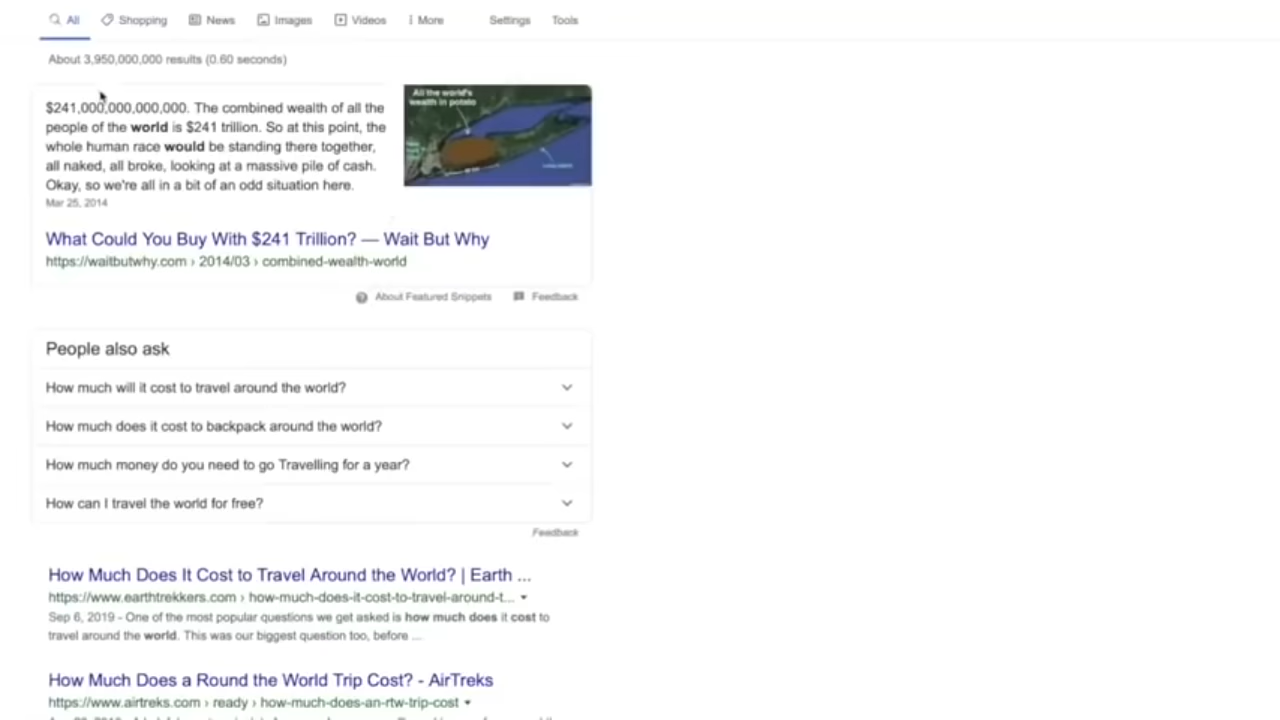 All Shopping News Images Videos More Settings Tools
About 3,950,000,000 results (0.60 seconds)
$241,000,000,000,000. The combined wealth of all the
people of the world is $241 trillion. So at this point, the
whole human race would be standing there together,
all naked, all broke, looking at a massive pile of cash.
Okay, so we're all in a bit of an odd situation here.
Mar 25, 2014
All the world's
wealth in potato
What Could You Buy With $241 Trillion? — Wait But Why
https://waitbutwhy.com › 2014/03 › combined-wealth-world
About Featured Snippets Feedback
People also ask
How much will it cost to travel around the world?
How much does it cost to backpack around the world?
How much money do you need to go Travelling for a year?
How can I travel the world for free?
Feedback
How Much Does It Cost to Travel Around the World? | Earth ...
https://www.earthtrekkers.com › how-much-does-it-cost-to-travel-around-t...
Sep 6, 2019 - One of the most popular questions we get asked is how much does it cost to
travel around the world. This was our biggest question too, before ...
How Much Does a Round the World Trip Cost? - AirTreks
https://www.airtreks.com › ready › how-much-does-an-rtw-trip-cost